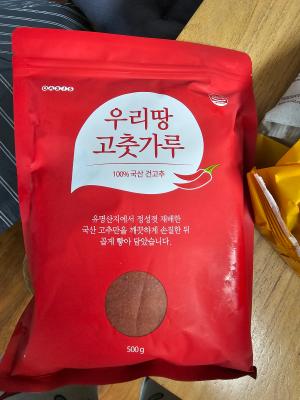 OASIS
우리땅
고춧가루
100% 국산 건고추
유명산지에서 정성껏 재배한
국산 고추만을 깨끗하게 손질한 뒤
곱게 빻아 담았습니다.
500g